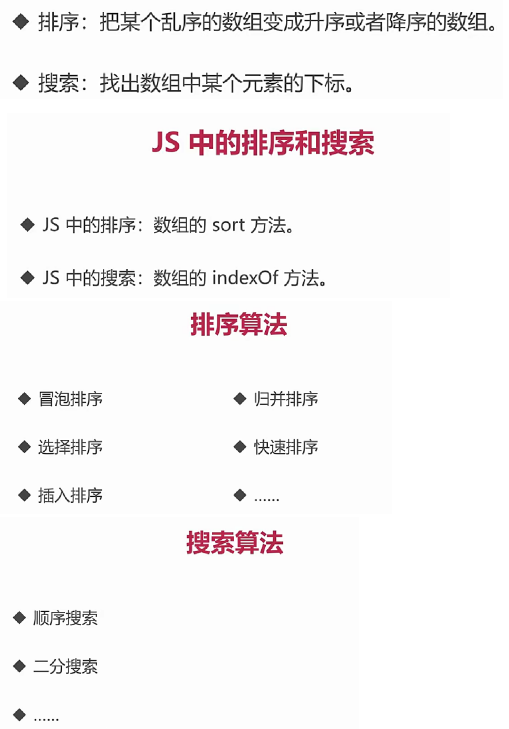 ◆ 排序：把某个乱序的数组变成升序或者降序的数组。
◆ 搜索：找出数组中某个元素的下标。
JS 中的排序和搜索
◆ JS 中的排序：数组的 sort 方法。
◆ JS 中的搜索：数组的 indexOf 方法。
排序算法
◆ 冒泡排序
◆ 归并排序
◆ 选择排序
◆ 快速排序
◆ 插入排序
◆ ……
搜索算法
◆ 顺序搜索
◆ 二分搜索
◆ ……